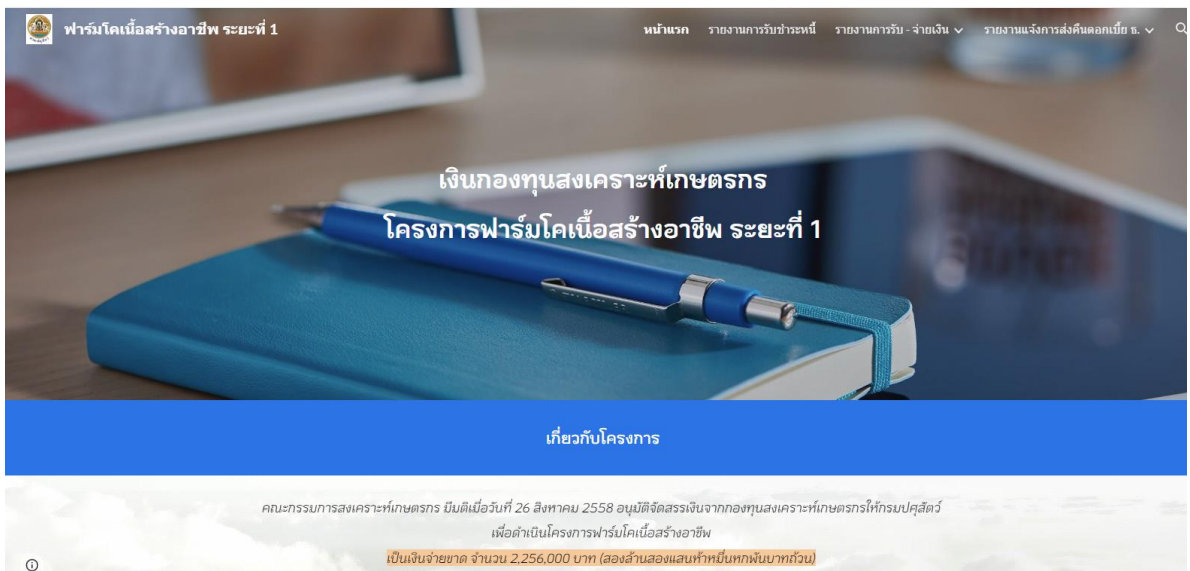 ฟาร์มโคเนื้อสร้างอาชีพ ระยะที่ 1
หน้าแรก รายงานการรับชำระหนี้ รายงานการรับ - จ่ายเงิน รายงานแจ้งการส่งคืนดอกเบี้ย ธ.
เงินกองทุนสงเคราะห์เกษตรกร
โครงการฟาร์มโคเนื้อสร้างอาชีพ ระยะที่ 1
เกี่ยวกับโครงการ
คณะกรรมการสงเคราะห์เกษตรกร มีมติเมื่อวันที่ 26 สิงหาคม 2558 อนุมัติจัดสรรเงินจากกองทุนสงเคราะห์เกษตรกรให้กรมปศุสัตว์
เพื่อดำเนินโครงการฟาร์มโคเนื้อสร้างอาชีพ
เป็นเงินจ่ายขาด จำนวน 2,256,000 บาท (สองล้านสองแสนห้าหมื่นหกพันบาทถ้วน)